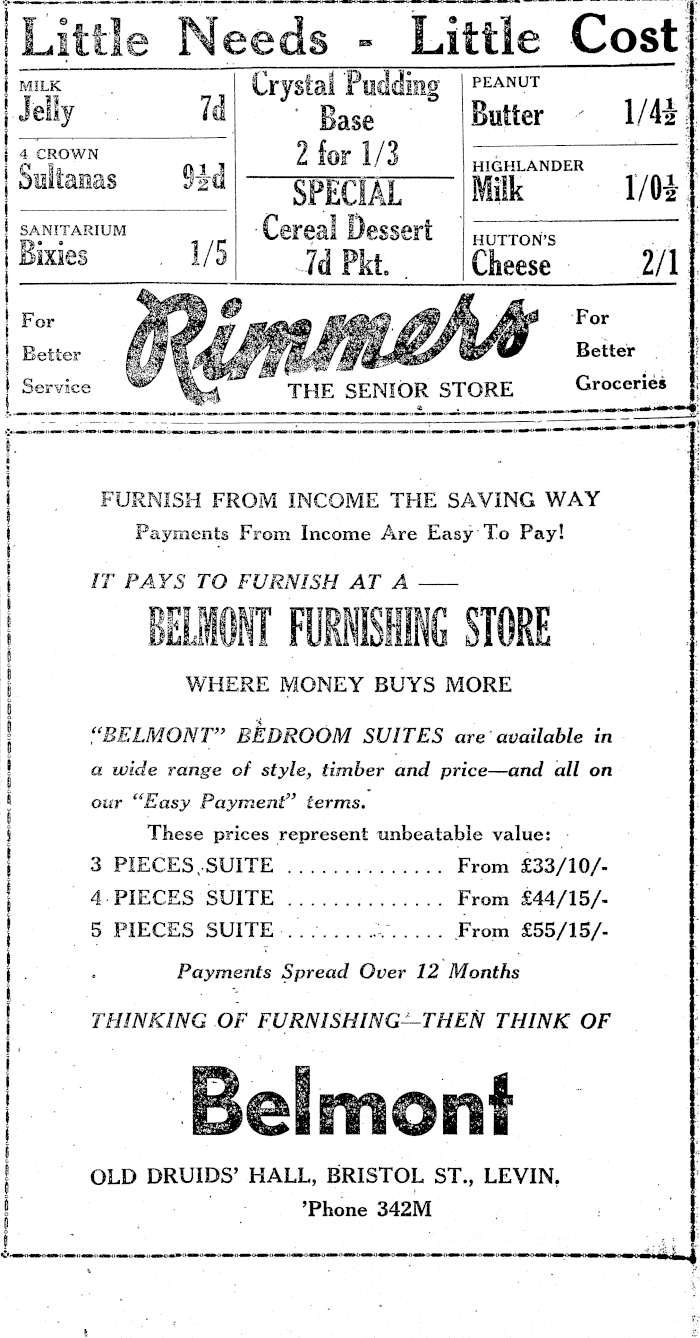 Little Needs - Little Cost
MILK
Jelly 7d
4 CROWN
Sultanas 9½d
SANITARIUM
Bixies 1/5
Crystal Pudding
Base
2 for 1/3
SPECIAL
Cereal Dessert
7d Pkt.
PEANUT
Butter 1/4½
HIGHLANDER
Milk 1/0½
HUTTON'S
Cheese 2/1
For
Better
Service
Rimmers
THE SENIOR STORE
For
Better
Groceries
FURNISH FROM INCOME THE SAVING WAY
Payments From Income Are Easy To Pay!
IT PAYS TO FURNISH AT A ——
BELMONT FURNISHING STORE
WHERE MONEY BUYS MORE
"BELMONT" BEDROOM SUITES are available in
a wide range of style, timber and price—and all on
our "Easy Payment" terms.
These prices represent unbeatable value:
3 PIECES SUITE .............. From £33/10/-
4 PIECES SUITE .............. From £44/15/-
5 PIECES SUITE .............. From £55/15/-
Payments Spread Over 12 Months
THINKING OF FURNISHING—THEN THINK OF
Belmont
OLD DRUIDS' HALL, BRISTOL ST., LEVIN.
'Phone 342M